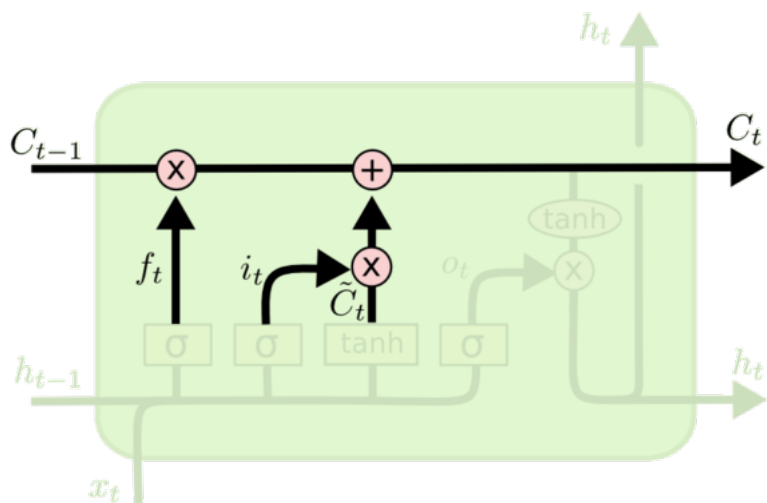 h_t
C_{t-1}
C_t
x
+
tanh
f_t
i_t
x
o_t
x
C̃_t
σ
σ
tanh
σ
h_{t-1}
h_t
x_t